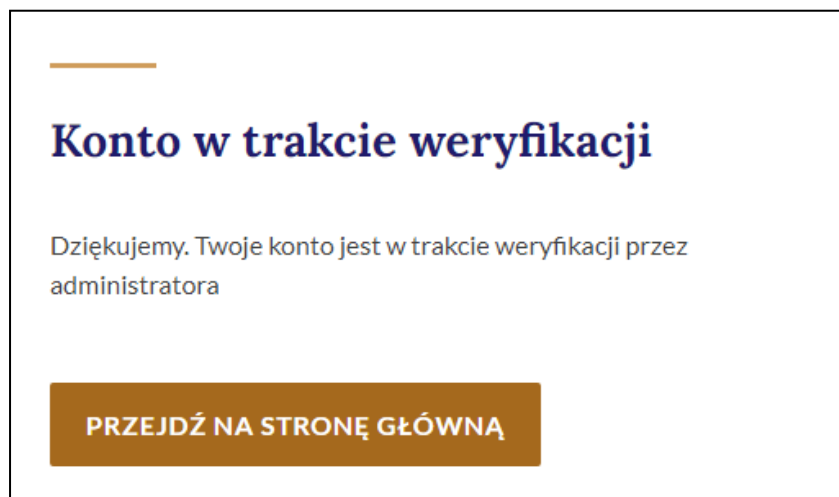 Konto w trakcie weryfikacji
Dziękujemy. Twoje konto jest w trakcie weryfikacji przez
administratora
PRZEJDŹ NA STRONĘ GŁÓWNĄ